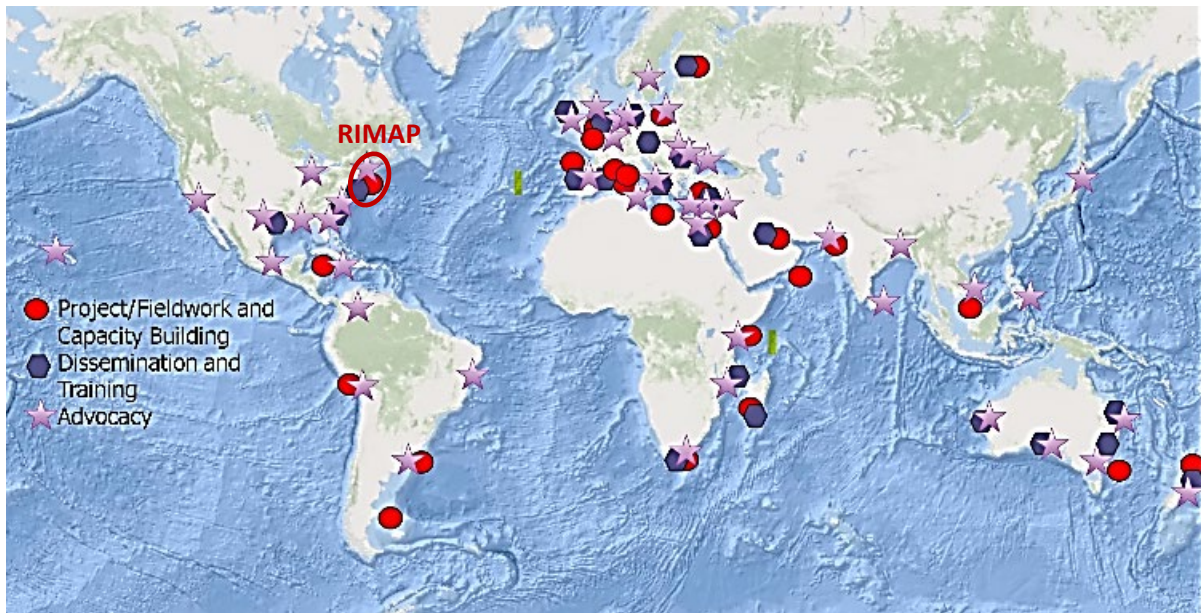 RIMAP
Project/Fieldwork and
Capacity Building
Dissemination and
Training
Advocacy